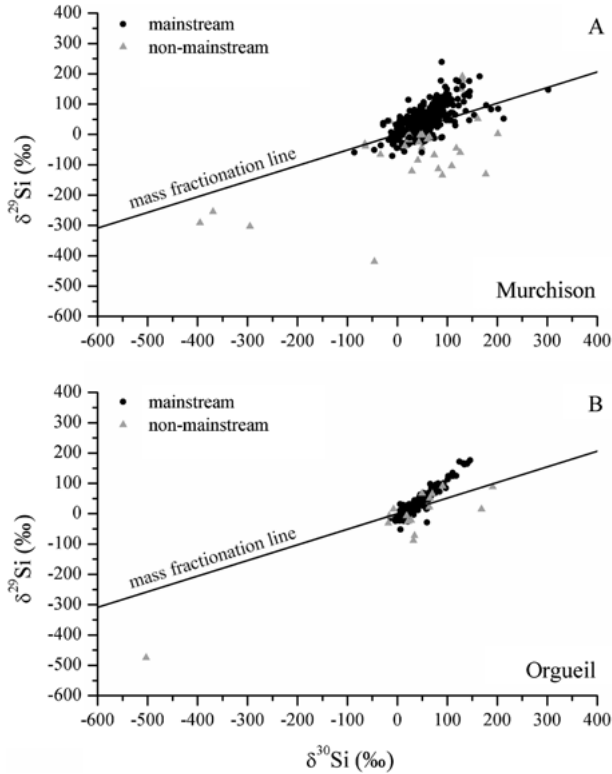 400
mainstream
A
300
non-mainstream
200
100
0
-100
mass fractionation line
-200
-300
-400
-500
Murchison
-600
δ²⁹Si (‰)
-600 -500 -400 -300 -200 -100 0 100 200 300 400
400
mainstream
B
300
non-mainstream
200
100
0
-100
mass fractionation line
-200
-300
-400
-500
Orgueil
-600
δ²⁹Si (‰)
-600 -500 -400 -300 -200 -100 0 100 200 300 400
δ³⁰Si (‰)